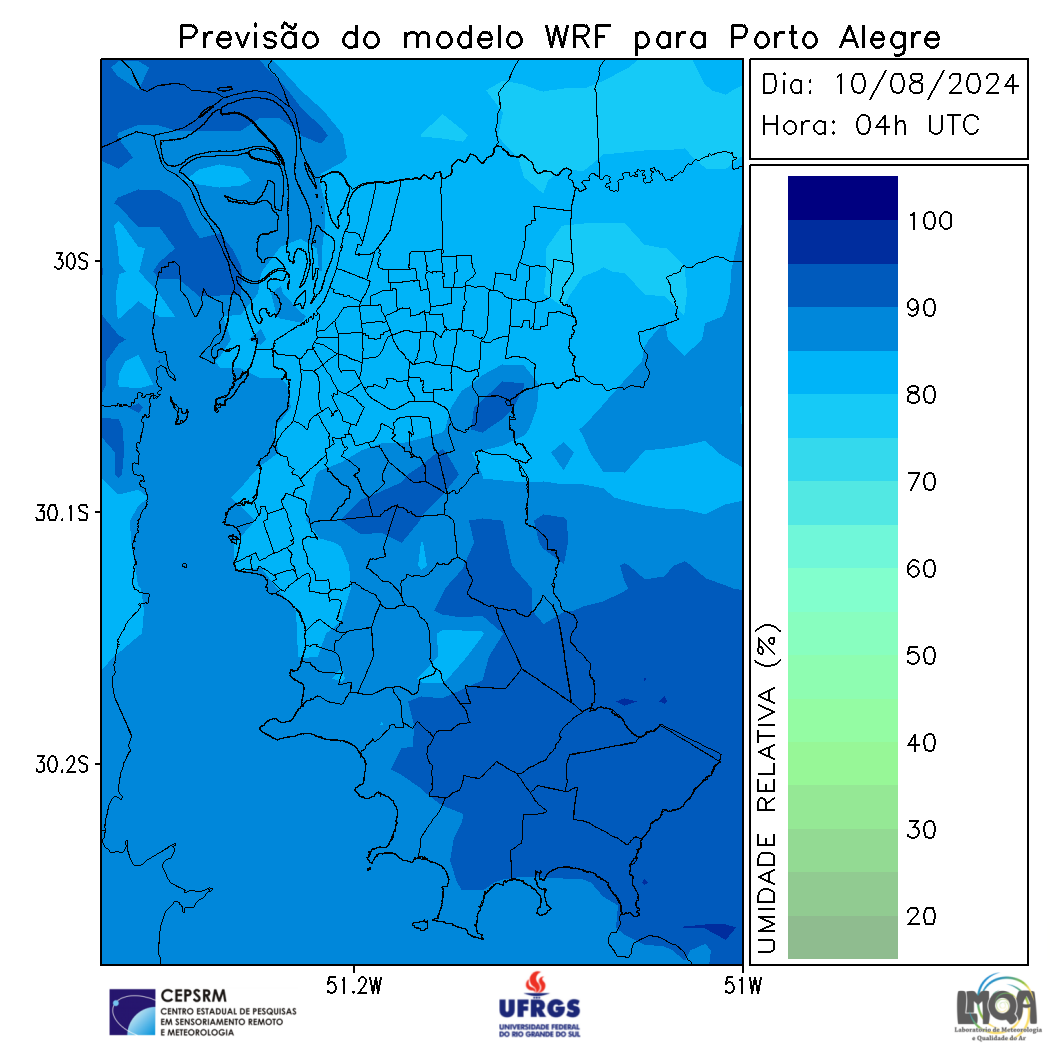 Previsão do modelo WRF para Porto Alegre
Dia: 10/08/2024
Hora: 04h UTC
30S
30.1S
30.2S
51.2W
51W
UMIDADE RELATIVA (%)
100
90
80
70
60
50
40
30
20
CEPSRM
CENTRO ESTADUAL DE PESQUISAS
EM SENSORIAMENTO REMOTO
E METEOROLOGIA
UFRGS
UNIVERSIDADE FEDERAL
DO RIO GRANDE DO SUL
LMQA
Laboratório de Meteorologia
e Qualidade do Ar